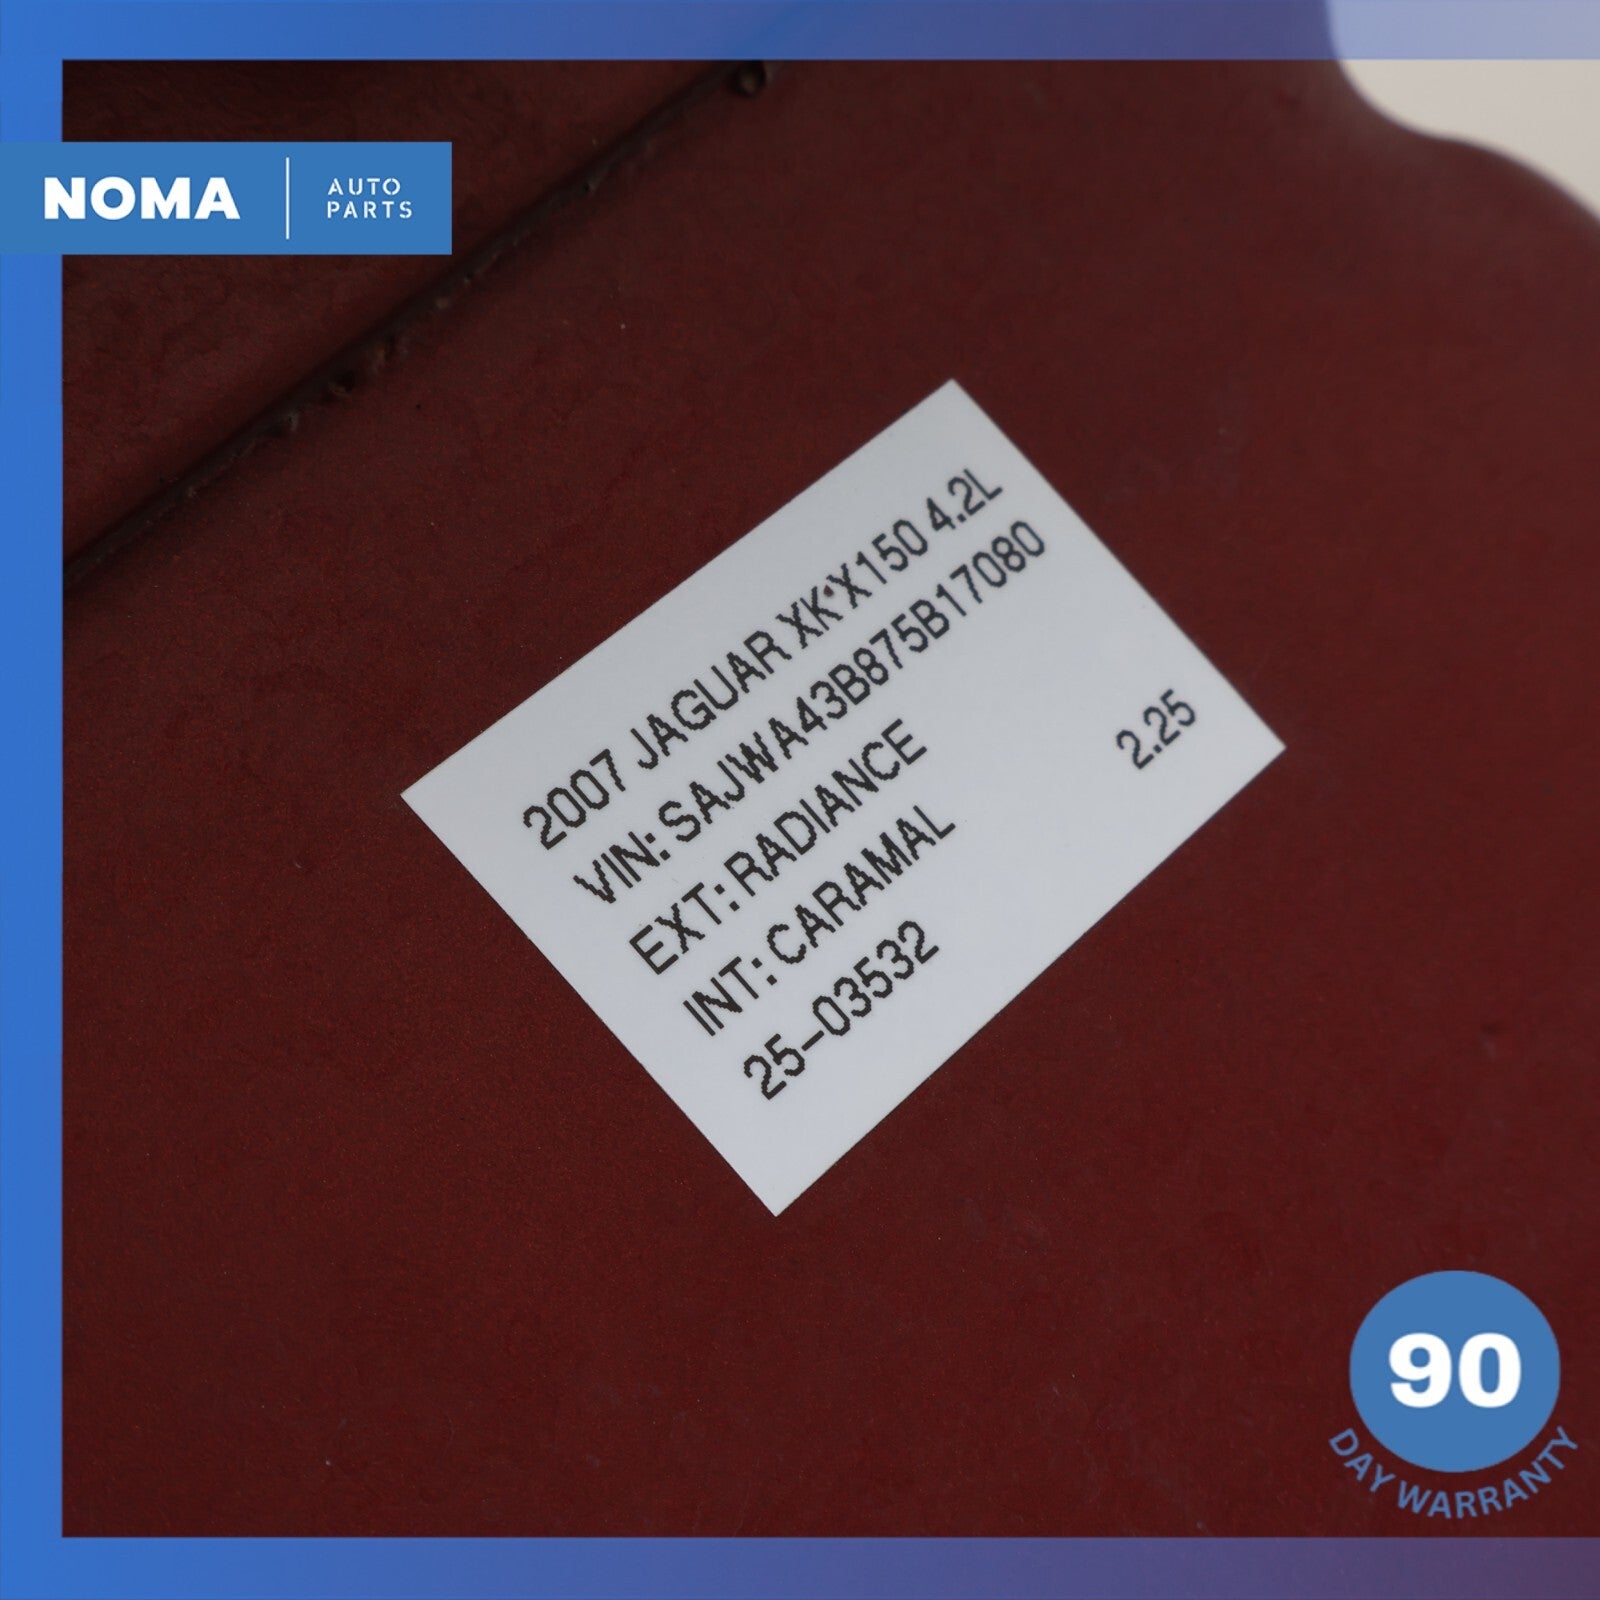 NOMA
AUTO
PARTS
2007 JAGUAR XK X150 4.2L
VIN: SAJWA43B875B17080
EXT: RADIANCE
INT: CARAMAL
2.25
25-03532
90
DAY WARRANTY